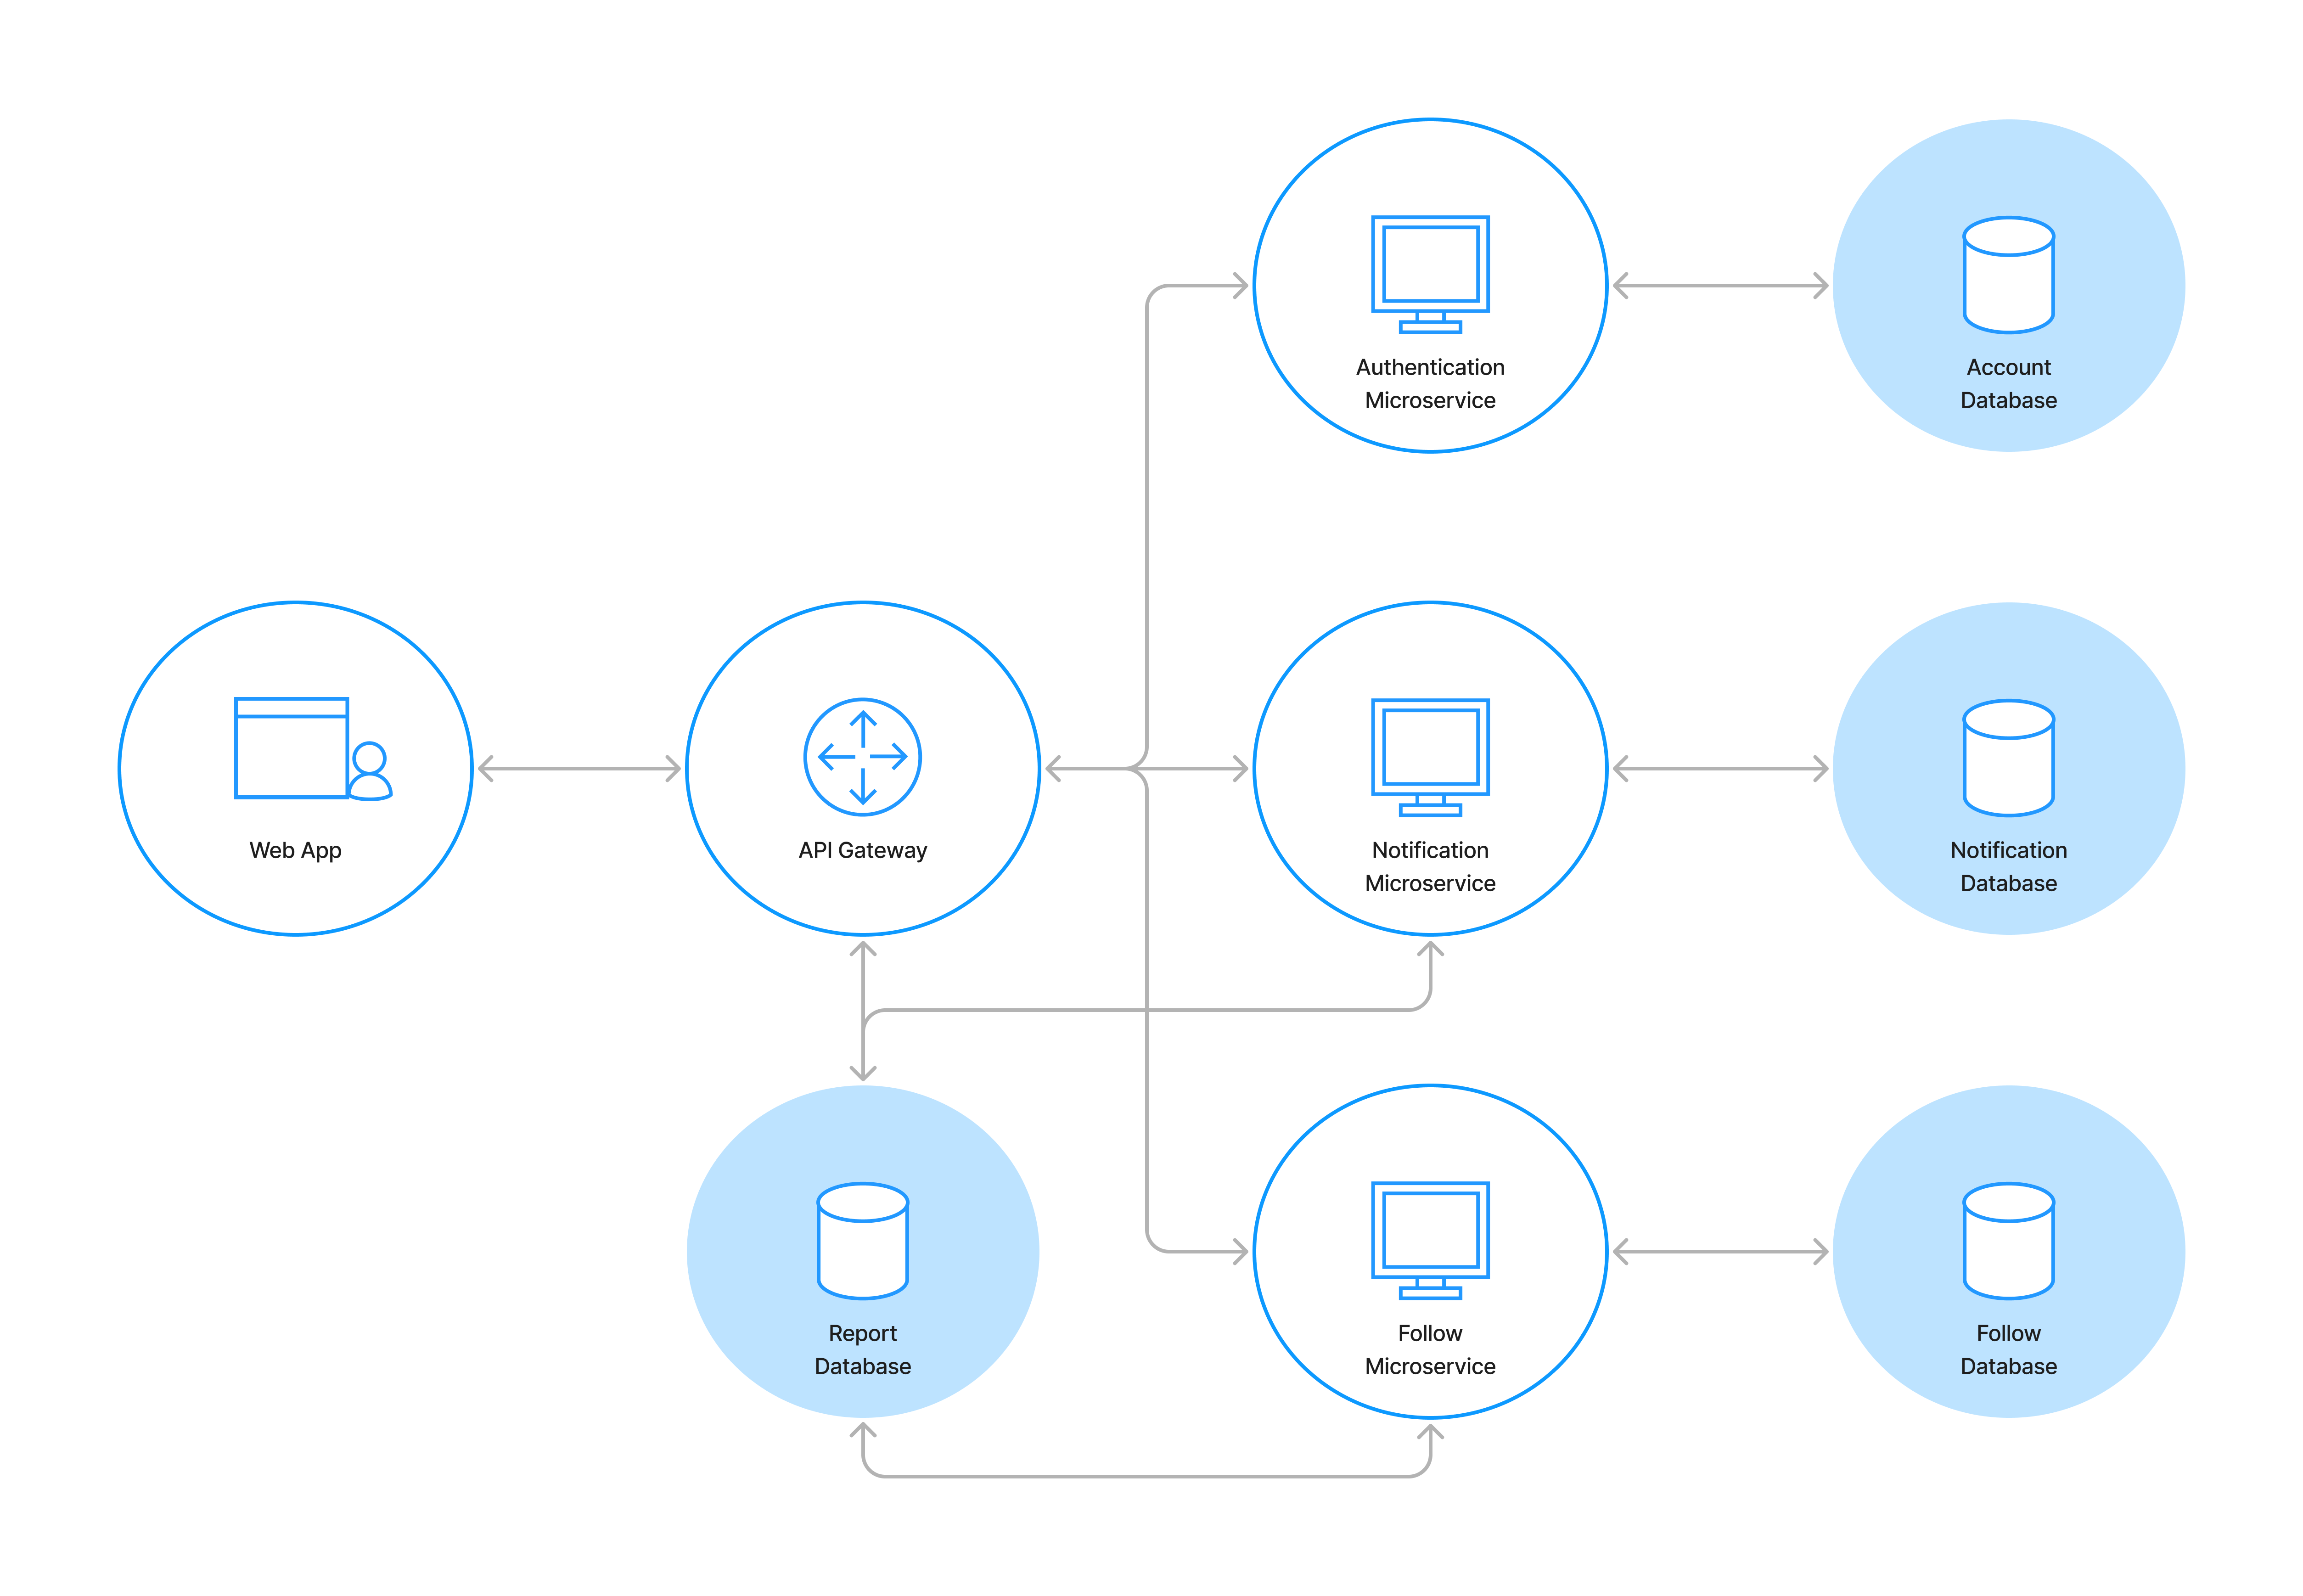 Authentication
Microservice
Account
Database
Web App
API Gateway
Notification
Microservice
Notification
Database
Report
Database
Follow
Microservice
Follow
Database